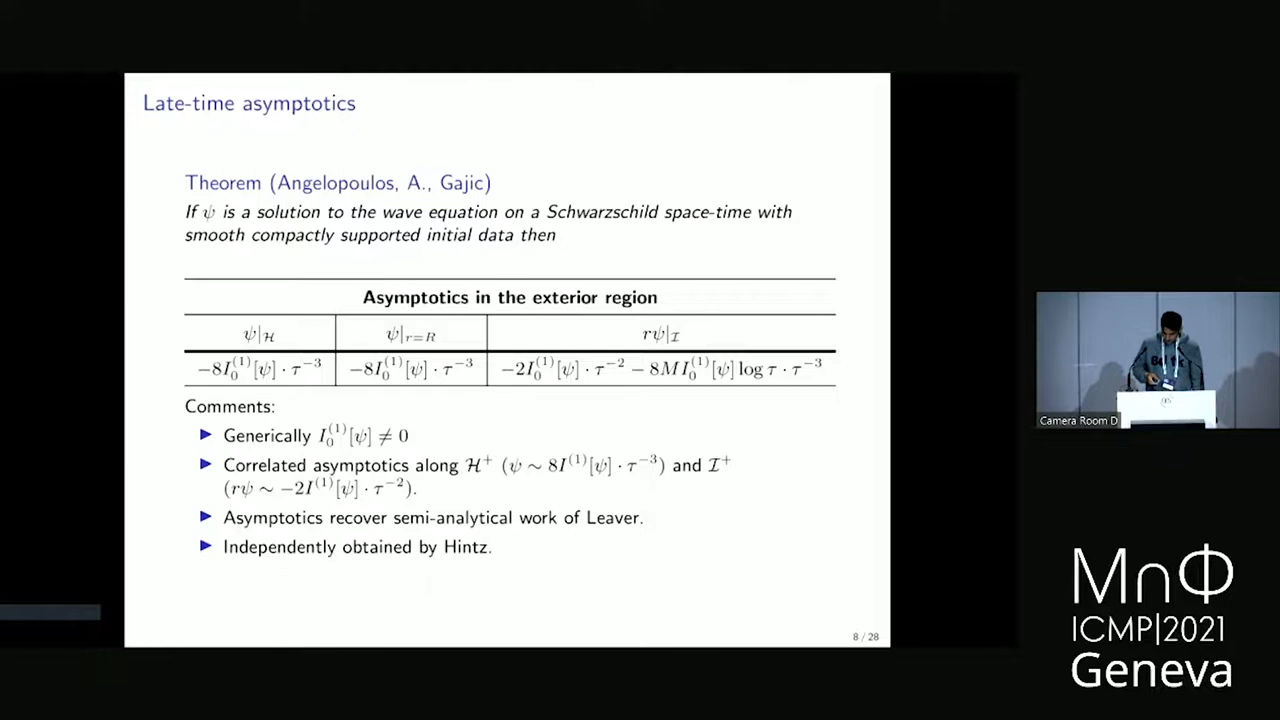 Late-time asymptotics
Theorem (Angelopoulos, A., Gajic)
If ψ is a solution to the wave equation on a Schwarzschild space-time with
smooth compactly supported initial data then
Asymptotics in the exterior region
ψ|_ℋ ψ|_{r=R} rψ|_ℐ
−8I_0^{(1)}[ψ] · τ^{−3} −8I_0^{(1)}[ψ] · τ^{−3} −2I_0^{(1)}[ψ] · τ^{−2} − 8MI_0^{(1)}[ψ] log τ · τ^{−3}
Comments:
▶ Generically I_0^{(1)}[ψ] ≠ 0
▶ Correlated asymptotics along ℋ^+ (ψ ∼ 8I^{(1)}[ψ] · τ^{−3}) and ℐ^+
(rψ ∼ −2I^{(1)}[ψ] · τ^{−2}).
▶ Asymptotics recover semi-analytical work of Leaver.
▶ Independently obtained by Hintz.
8 / 28
Camera Room D
M∩Φ
ICMP|2021
Geneva